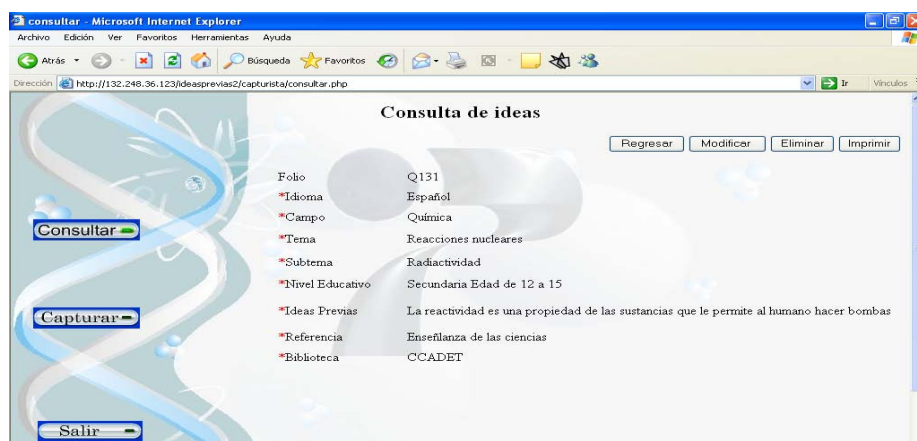 consultar - Microsoft Internet Explorer
Archivo Edición Ver Favoritos Herramientas Ayuda
Atrás Búsqueda Favoritos
Dirección http://132.248.36.123/ideasprevias2/capturista/consultar.php Ir Vínculos
Consulta de ideas
Regresar Modificar Eliminar Imprimir
Folio Q131
*Idioma Español
*Campo Química
Consultar
*Tema Reacciones nucleares
*Subtema Radiactividad
*Nivel Educativo Secundaria Edad de 12 a 15
*Ideas Previas La reactividad es una propiedad de las sustancias que le permite al humano hacer bombas
Capturar
*Referencia Enseñlanza de las ciencias
*Biblioteca CCADET
Salir